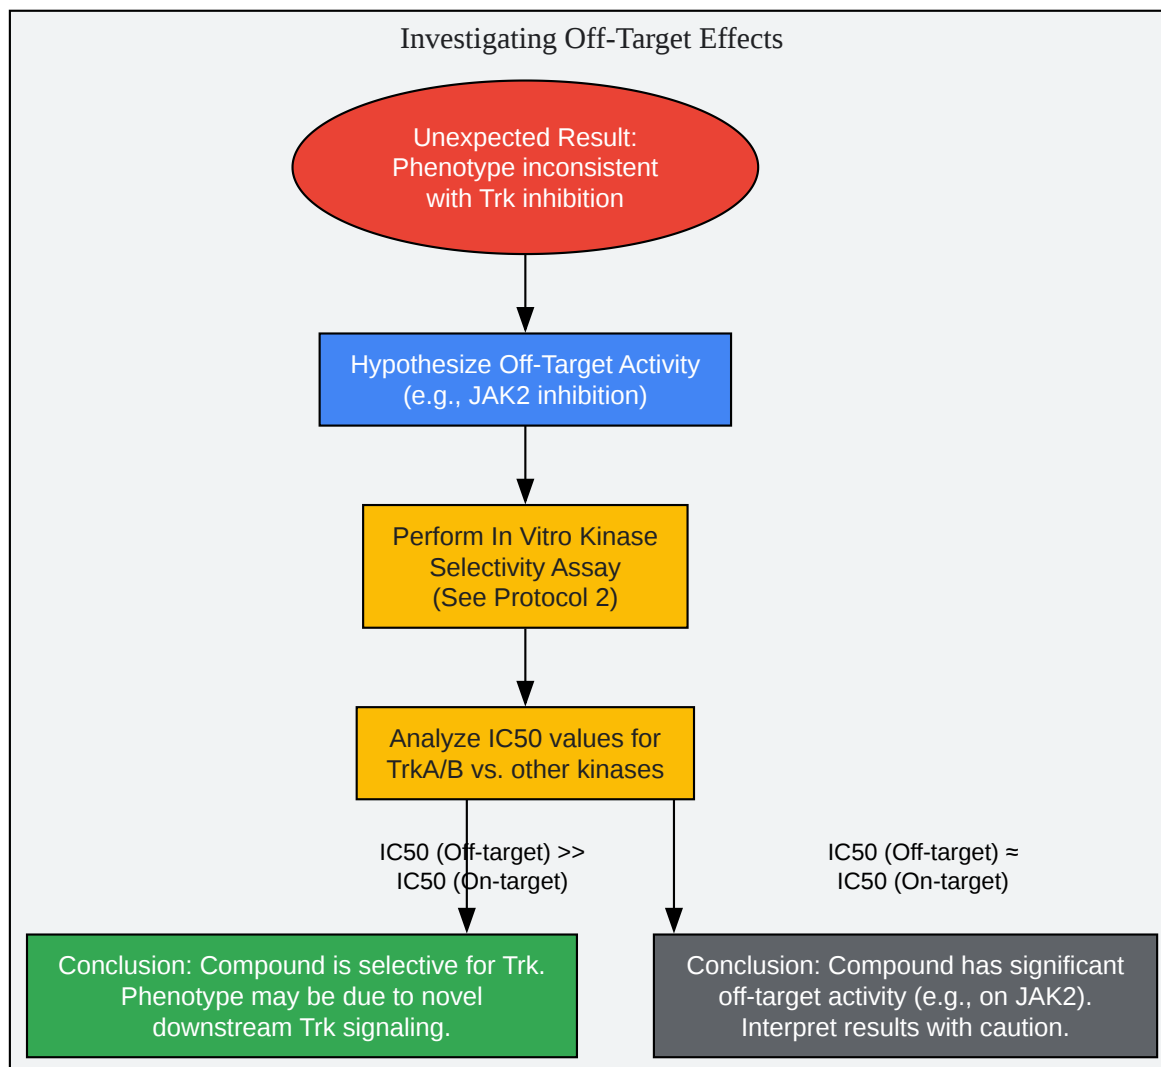 Investigating Off-Target Effects
Unexpected Result:
Phenotype inconsistent
with Trk inhibition
Hypothesize Off-Target Activity
(e.g., JAK2 inhibition)
Perform In Vitro Kinase
Selectivity Assay
(See Protocol 2)
Analyze IC50 values for
TrkA/B vs. other kinases
IC50 (Off-target) >>
IC50 (On-target)
IC50 (Off-target) ≈
IC50 (On-target)
Conclusion: Compound is selective for Trk.
Phenotype may be due to novel
downstream Trk signaling.
Conclusion: Compound has significant
off-target activity (e.g., on JAK2).
Interpret results with caution.